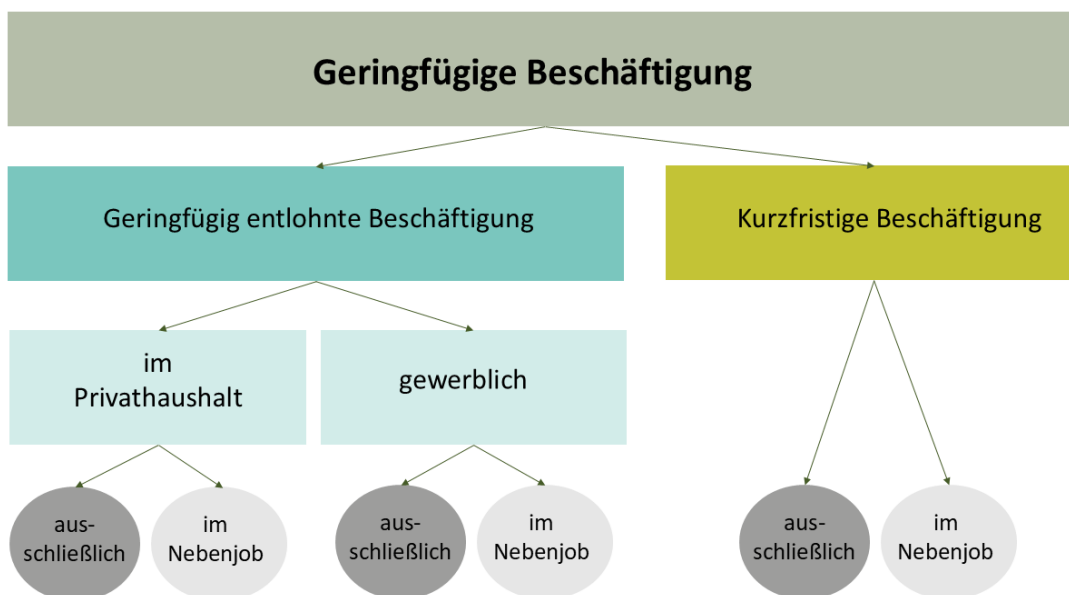 Geringfügige Beschäftigung
Geringfügig entlohnte Beschäftigung
Kurzfristige Beschäftigung
im
Privathaushalt
gewerblich
aus-
schließlich
im
Nebenjob
aus-
schließlich
im
Nebenjob
aus-
schließlich
im
Nebenjob